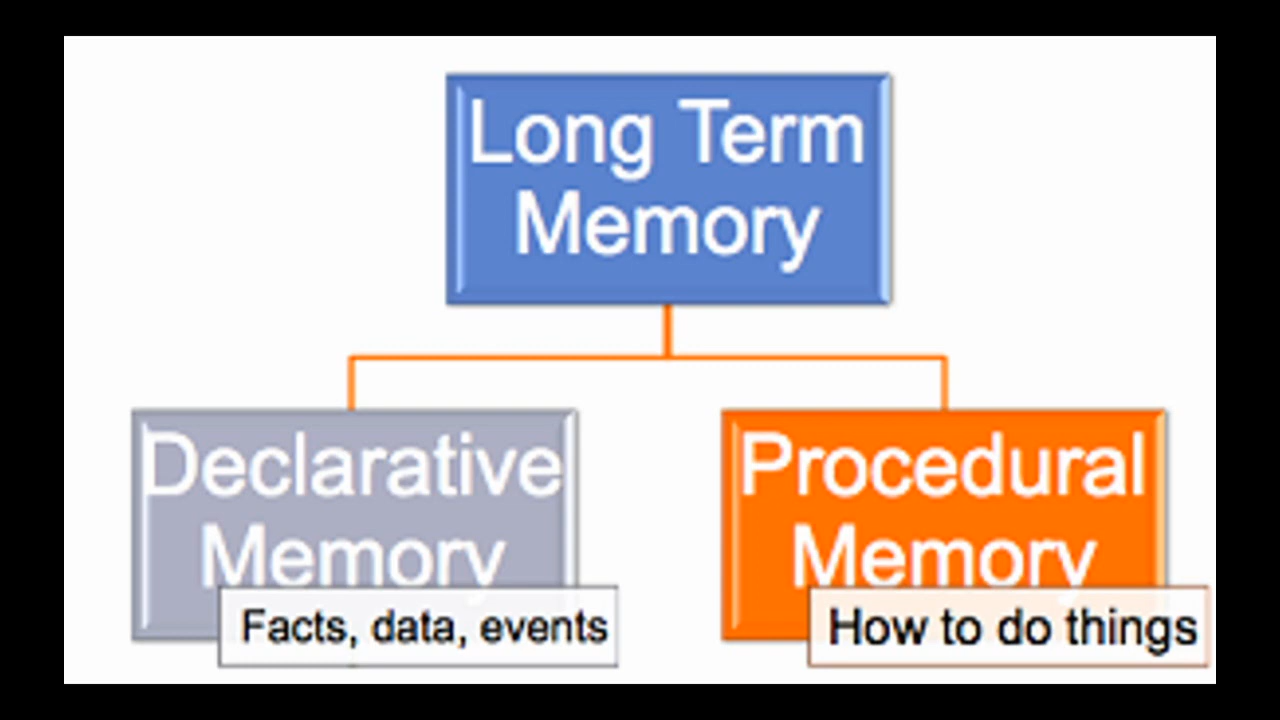 Long Term
Memory
Declarative
Memory
Facts, data, events
Procedural
Memory
How to do things